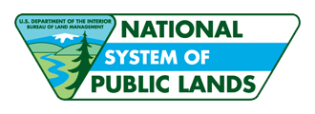 U.S. DEPARTMENT OF THE INTERIOR
BUREAU OF LAND MANAGEMENT
NATIONAL
SYSTEM OF
PUBLIC LANDS